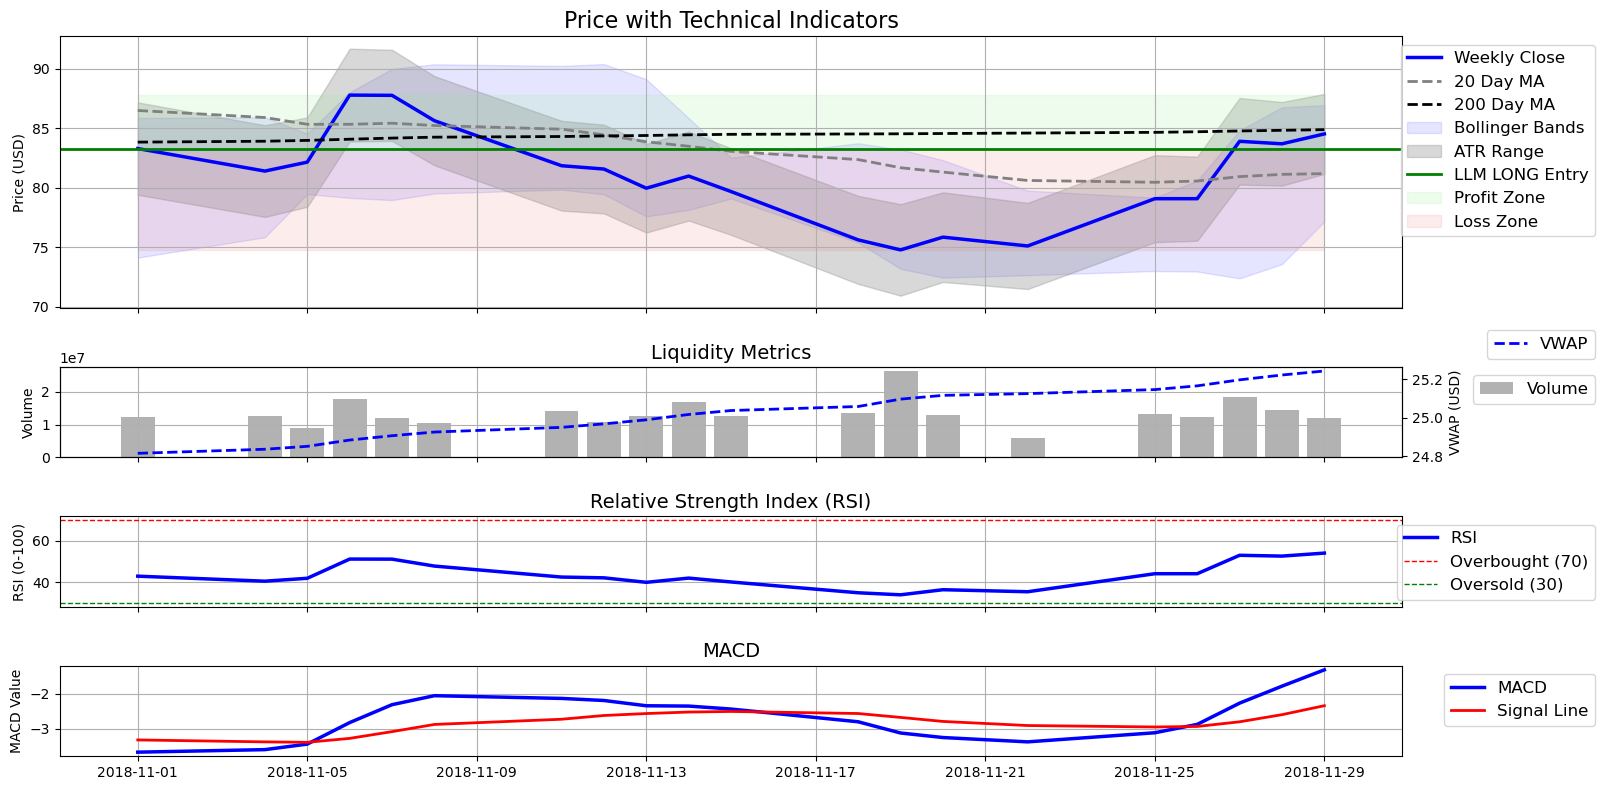 Price with Technical Indicators
Price (USD)
90
85
80
75
70
Weekly Close
20 Day MA
200 Day MA
Bollinger Bands
ATR Range
LLM LONG Entry
Profit Zone
Loss Zone
Liquidity Metrics
1e7
Volume
2
1
0
25.2
25.0
24.8
VWAP (USD)
VWAP
Volume
Relative Strength Index (RSI)
RSI (0-100)
60
40
RSI
Overbought (70)
Oversold (30)
MACD
MACD Value
−2
−3
MACD
Signal Line
2018-11-01
2018-11-05
2018-11-09
2018-11-13
2018-11-17
2018-11-21
2018-11-25
2018-11-29